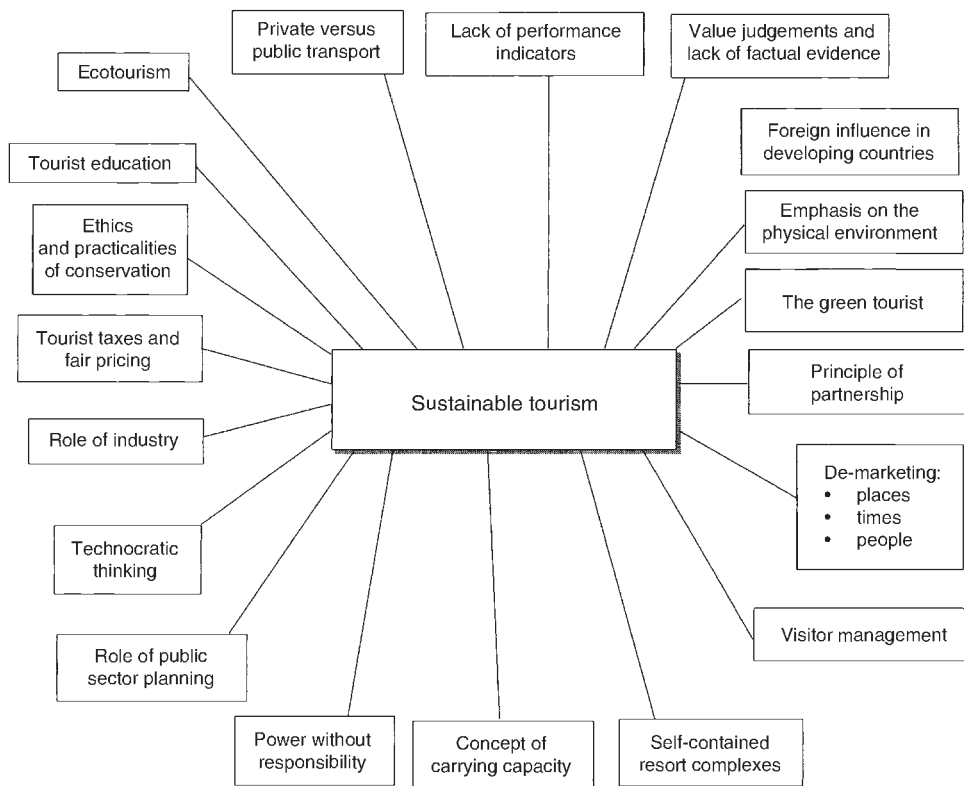 Private versus
public transport
Lack of performance
indicators
Value judgements and
lack of factual evidence
Ecotourism
Foreign influence in
developing countries
Tourist education
Emphasis on the
physical environment
Ethics
and practicalities
of conservation
The green tourist
Tourist taxes and
fair pricing
Principle of
partnership
Sustainable tourism
Role of industry
De-marketing:
• places
• times
• people
Technocratic
thinking
Visitor management
Role of public
sector planning
Power without
responsibility
Concept of
carrying capacity
Self-contained
resort complexes